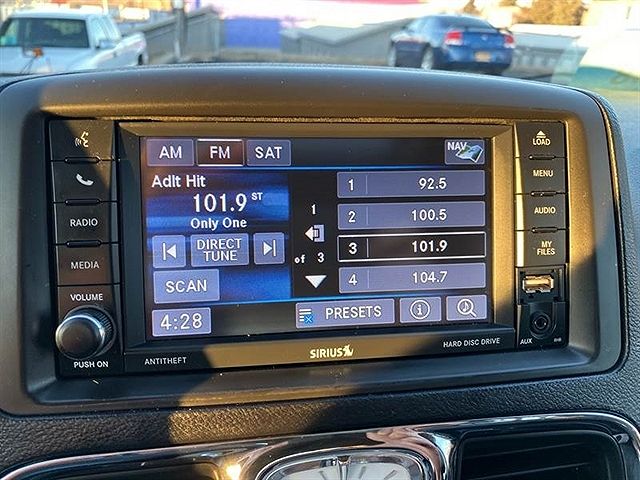 AM FM SAT NAV
LOAD
MENU
RADIO
AUDIO
MEDIA
MY
FILES
VOLUME
PUSH ON
AUX
Adlt Hit
101.9 ST
Only One
DIRECT
TUNE
SCAN
4:28
1
of 3
1 92.5
2 100.5
3 101.9
4 104.7
PRESETS
ANTITHEFT
SIRIUS
HARD DISC DRIVE